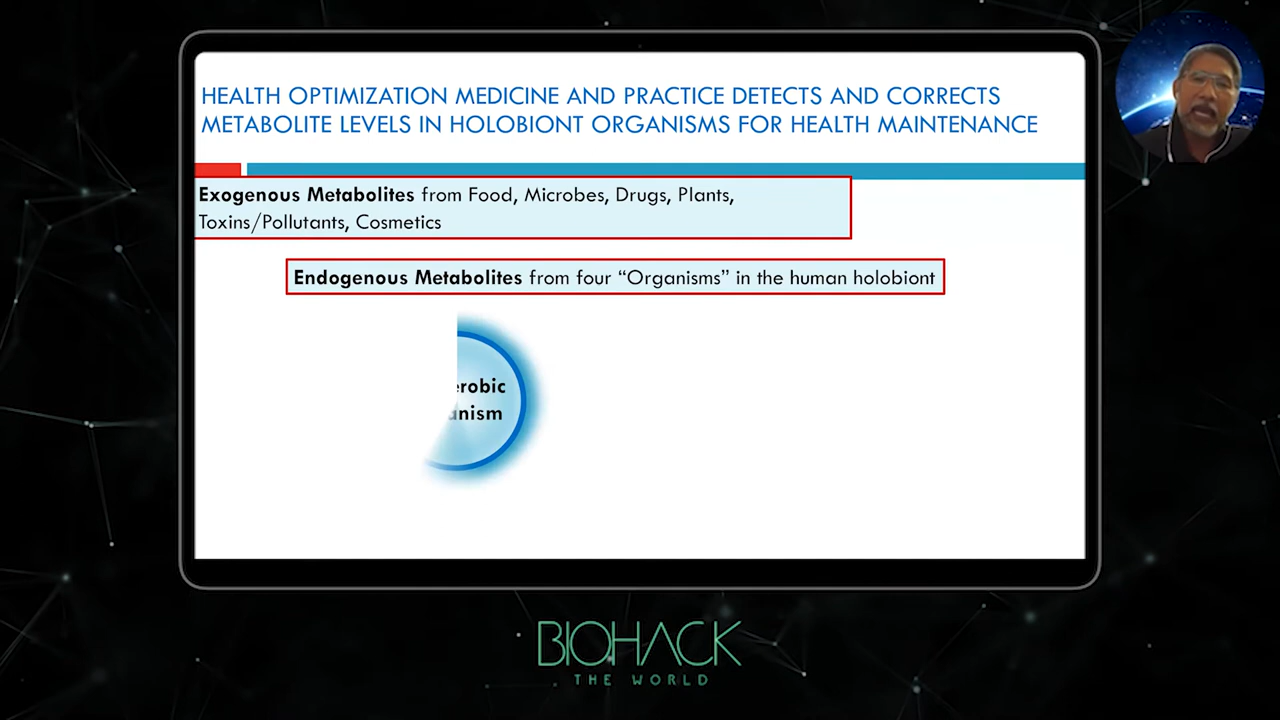 HEALTH OPTIMIZATION MEDICINE AND PRACTICE DETECTS AND CORRECTS
METABOLITE LEVELS IN HOLOBIONT ORGANISMS FOR HEALTH MAINTENANCE
Exogenous Metabolites from Food, Microbes, Drugs, Plants,
Toxins/Pollutants, Cosmetics
Endogenous Metabolites from four “Organisms” in the human holobiont
erobic
anism
BIOHACK
THE WORLD